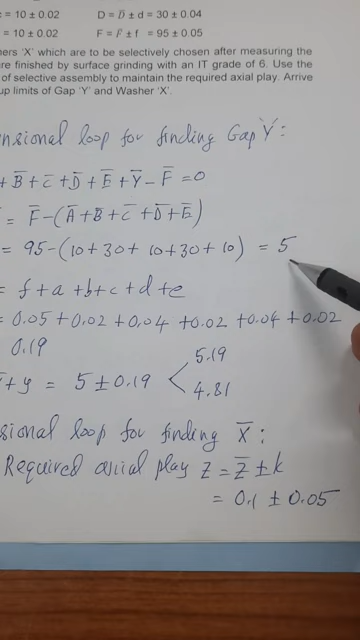 = 10 ± 0.02 D = D̅ ± d = 30 ± 0.04
= 10 ± 0.02 F = F̅ ± f = 95 ± 0.05
hers 'X' which are to be selectively chosen after measuring the
are finished by surface grinding with an IT grade of 6. Use the
of selective assembly to maintain the required axial play. Arrive
up limits of Gap 'Y' and Washer 'X'.
ensional loop for finding Gap Y̅ :
+ B̅ + C̅ + D̅ + E̅ + Y̅ − F̅ = 0
= F̅ − (A̅ + B̅ + C̅ + D̅ + E̅)
= 95 − (10 + 30 + 10 + 30 + 10) = 5
= f + a + b + c + d + e
= 0.05 + 0.02 + 0.04 + 0.02 + 0.04 + 0.02
0.19
+ y = 5 ± 0.19 < 5.19
4.81
sional loop for finding X̅ :
Required axial play Z = Z̅ ± k
= 0.1 ± 0.05